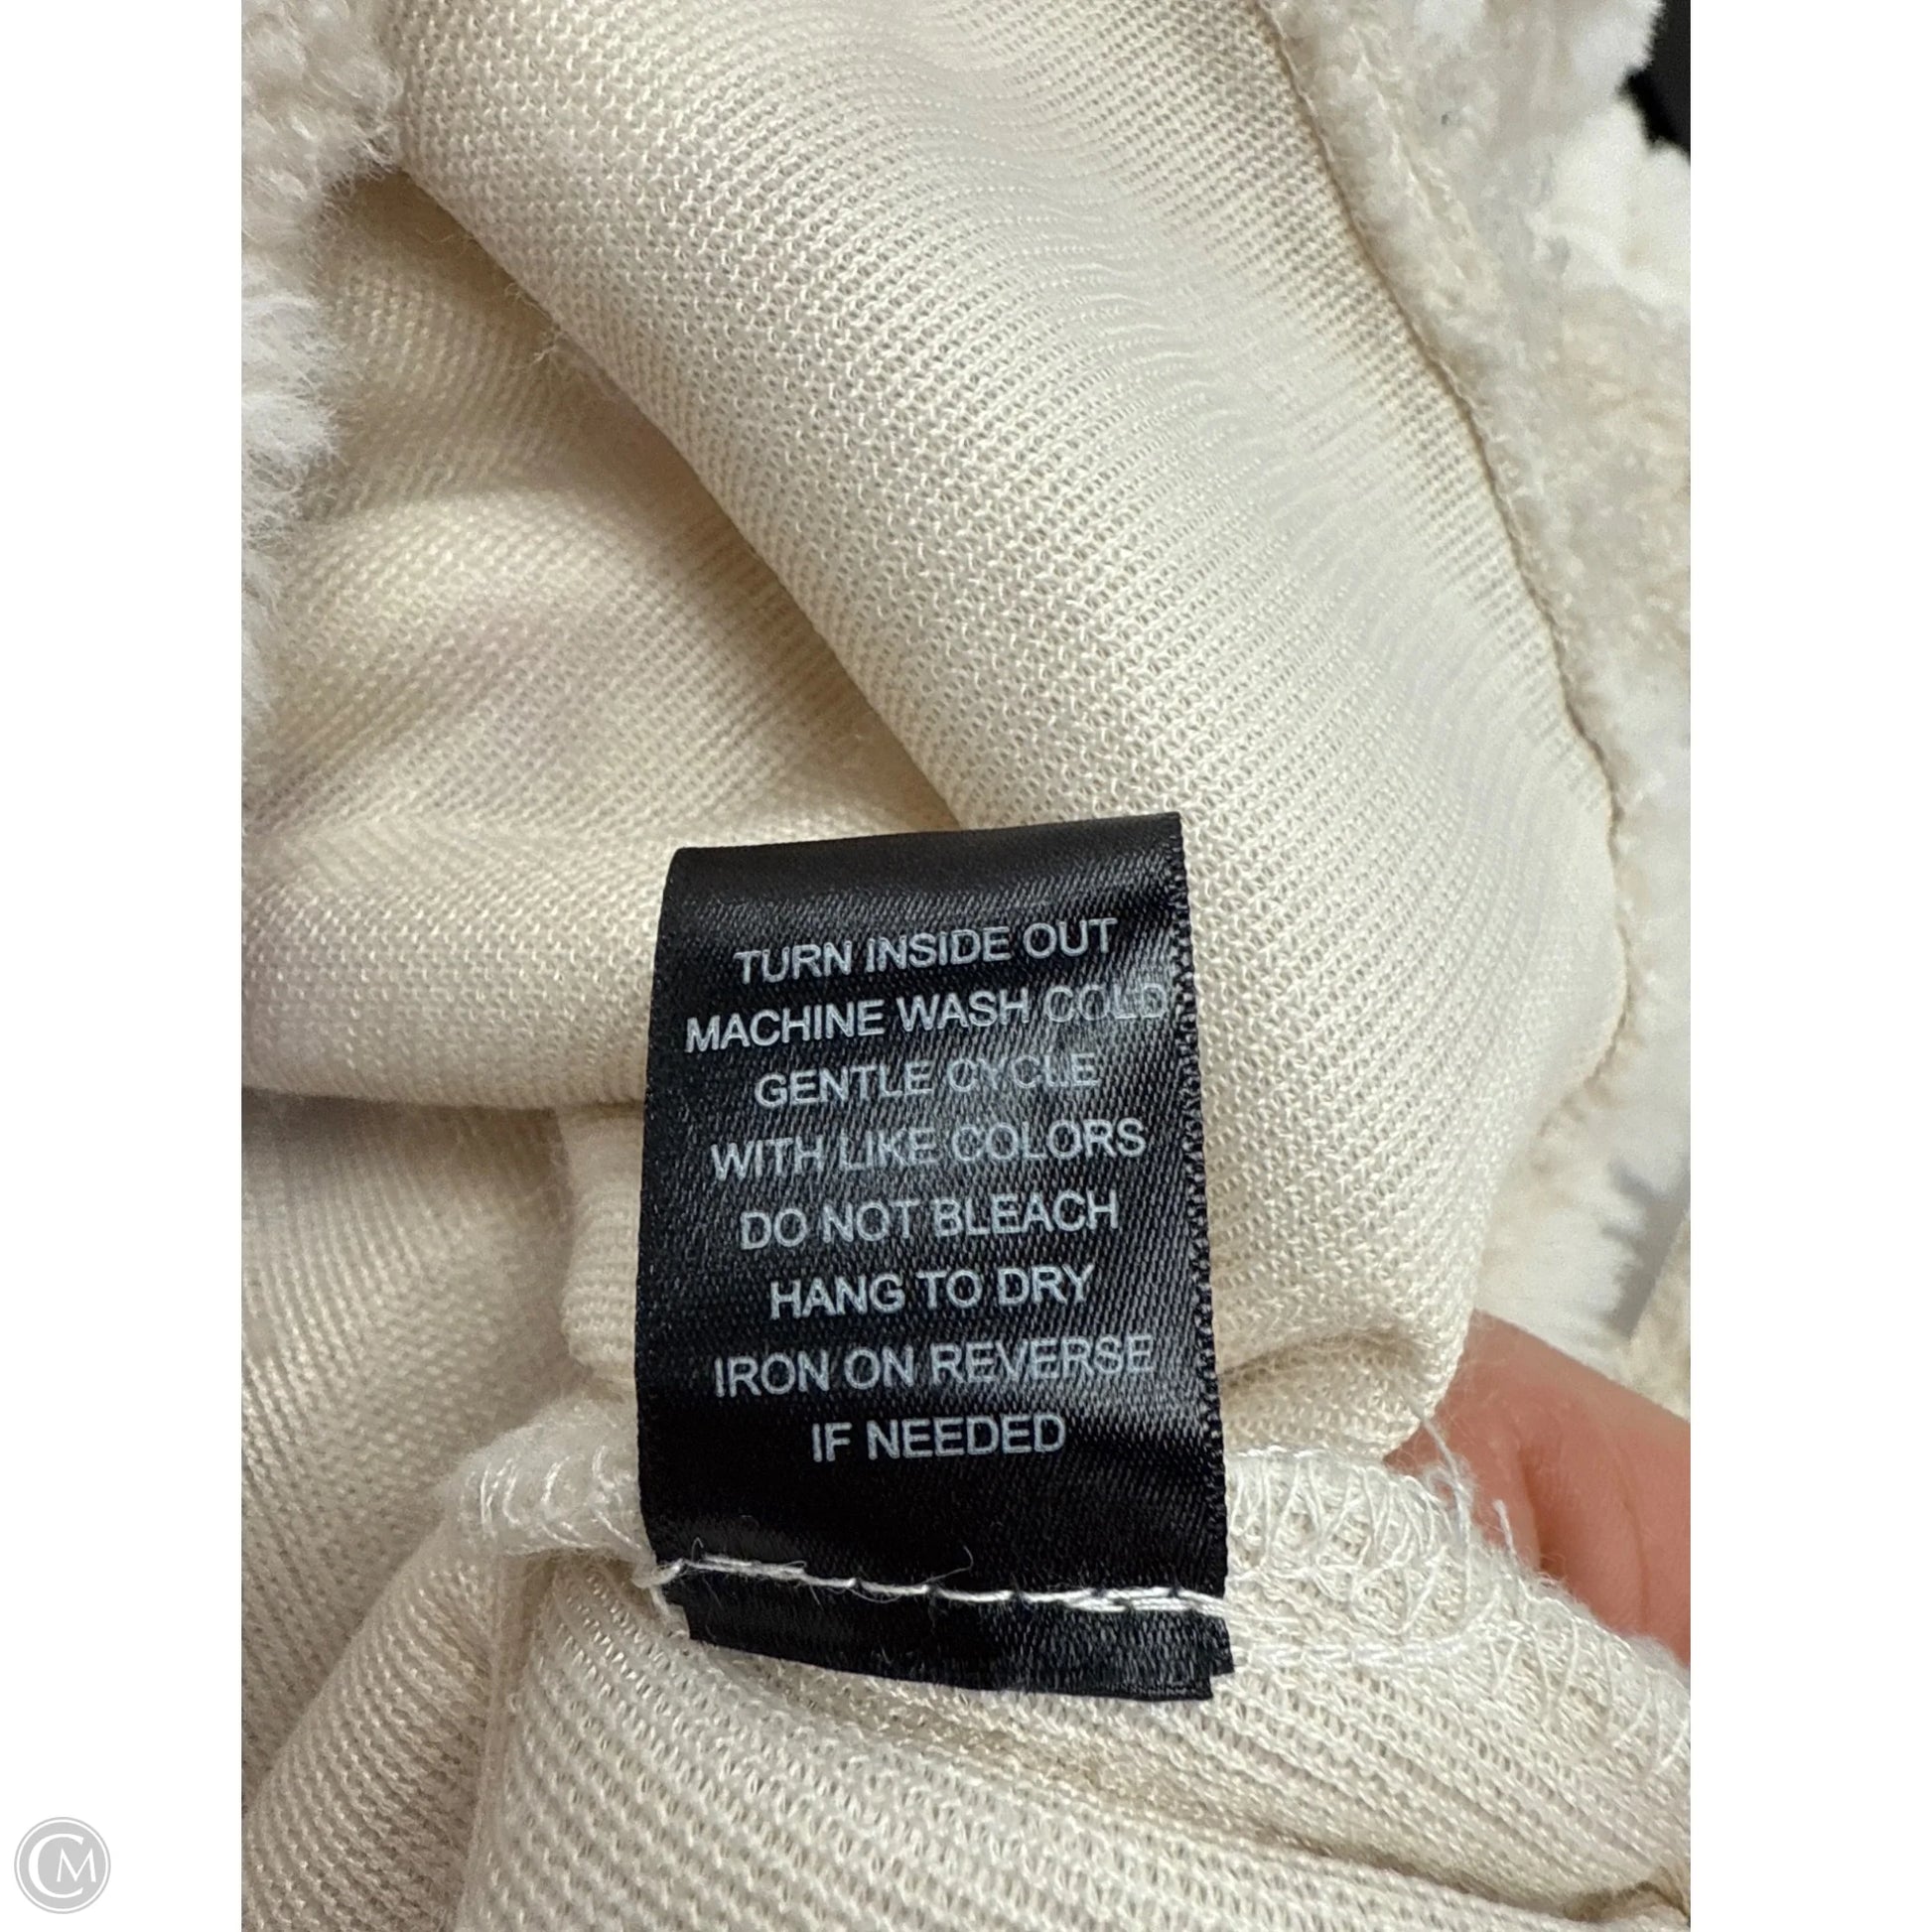 TURN INSIDE OUT
MACHINE WASH COLD
GENTLE CYCLE
WITH LIKE COLORS
DO NOT BLEACH
HANG TO DRY
IRON ON REVERSE
IF NEEDED
CM